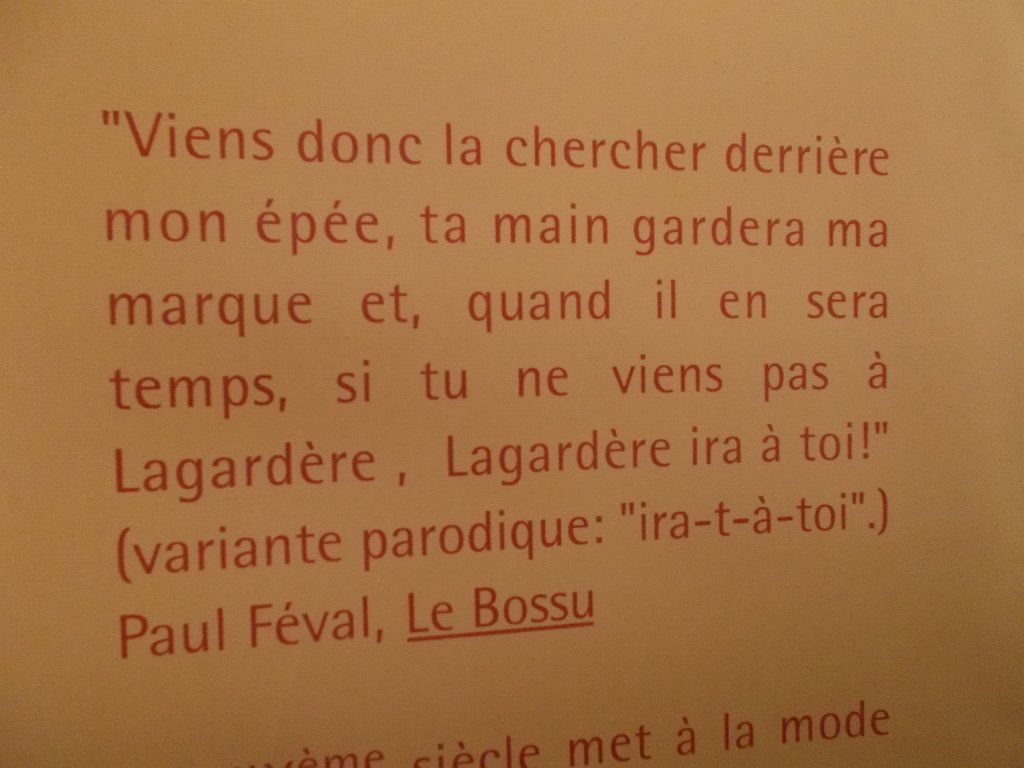 "Viens donc la chercher derrière
mon épée, ta main gardera ma
marque et, quand il en sera
temps, si tu ne viens pas à
Lagardère , Lagardère ira à toi!"
(variante parodique: "ira-t-à-toi".)
Paul Féval, Le Bossu
siècle met à la mode